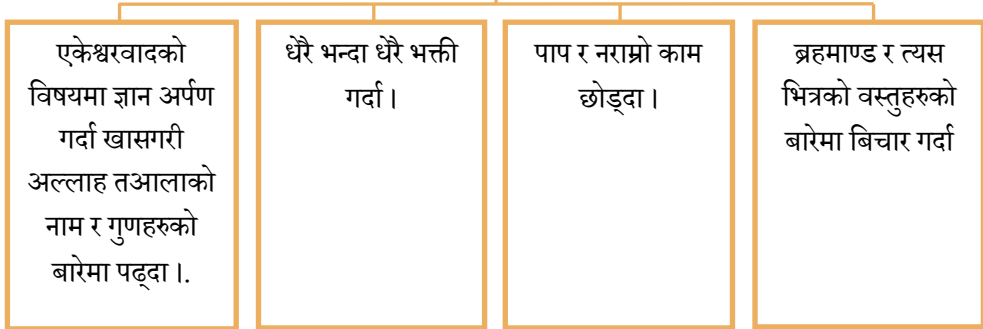 एकेश्वरवादको
विषयमा ज्ञान अर्पण
गर्दा खासगरी
अल्लाह तआलाको
नाम र गुणहरुको
बारेमा पढ्दा ।.
धेरै भन्दा धेरै भक्ती
गर्दा ।
पाप र नराम्रो काम
छोड्दा ।
ब्रहमाण्ड र त्यस
भित्रको वस्तुहरुको
बारेमा बिचार गर्दा